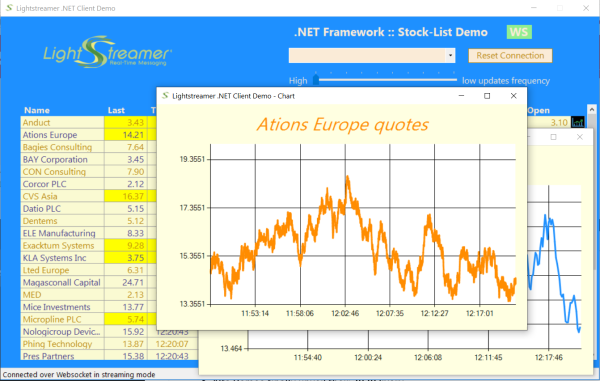 Lightstreamer .NET Client Demo
.NET Framework :: Stock-List Demo WS
LightStreamer
Real-Time Messaging
Reset Connection
High low updates frequency
Name Last Open
Lightstreamer .NET Client Demo - Chart
Ations Europe quotes
19.3551
17.3551
15.3551
13.3551
11:53:14 11:58:06 12:02:46 12:07:35 12:12:27 12:17:01
Anduct 3.43 3.10
Ations Europe 14.21
Bagies Consulting 7.64
BAY Corporation 3.45
CON Consulting 7.90
Corcor PLC 2.12
CVS Asia 16.37
Datio PLC 5.15
Dentems 5.12
ELE Manufacturing 8.33
Exacktum Systems 9.28
KLA Systems Inc 3.75
Lted Europe 6.31
Magasconall Capital 24.71
MED 2.13
Mice Investments 13.77
Micropline PLC 5.74
Nologicroup Devic... 15.92 12:20:43
Phing Technology 13.87 12:20:07
Pres Partners 15.38 12:20:43
13.464
11:54:40 12:00:24 12:06:08 12:11:45 12:17:46
Connected over Websocket in streaming mode